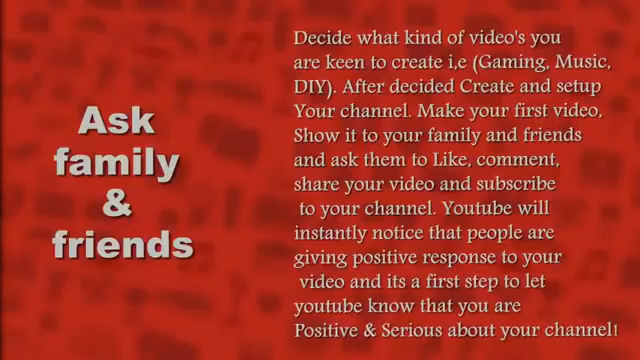 Ask
family
&
friends
Decide what kind of video's you
are keen to create i,e (Gaming, Music,
DIY). After decided Create and setup
Your channel. Make your first video,
Show it to your family and friends
and ask them to Like, comment,
share your video and subscribe
to your channel. Youtube will
instantly notice that people are
giving positive response to your
video and its a first step to let
youtube know that you are
Positive & Serious about your channel!